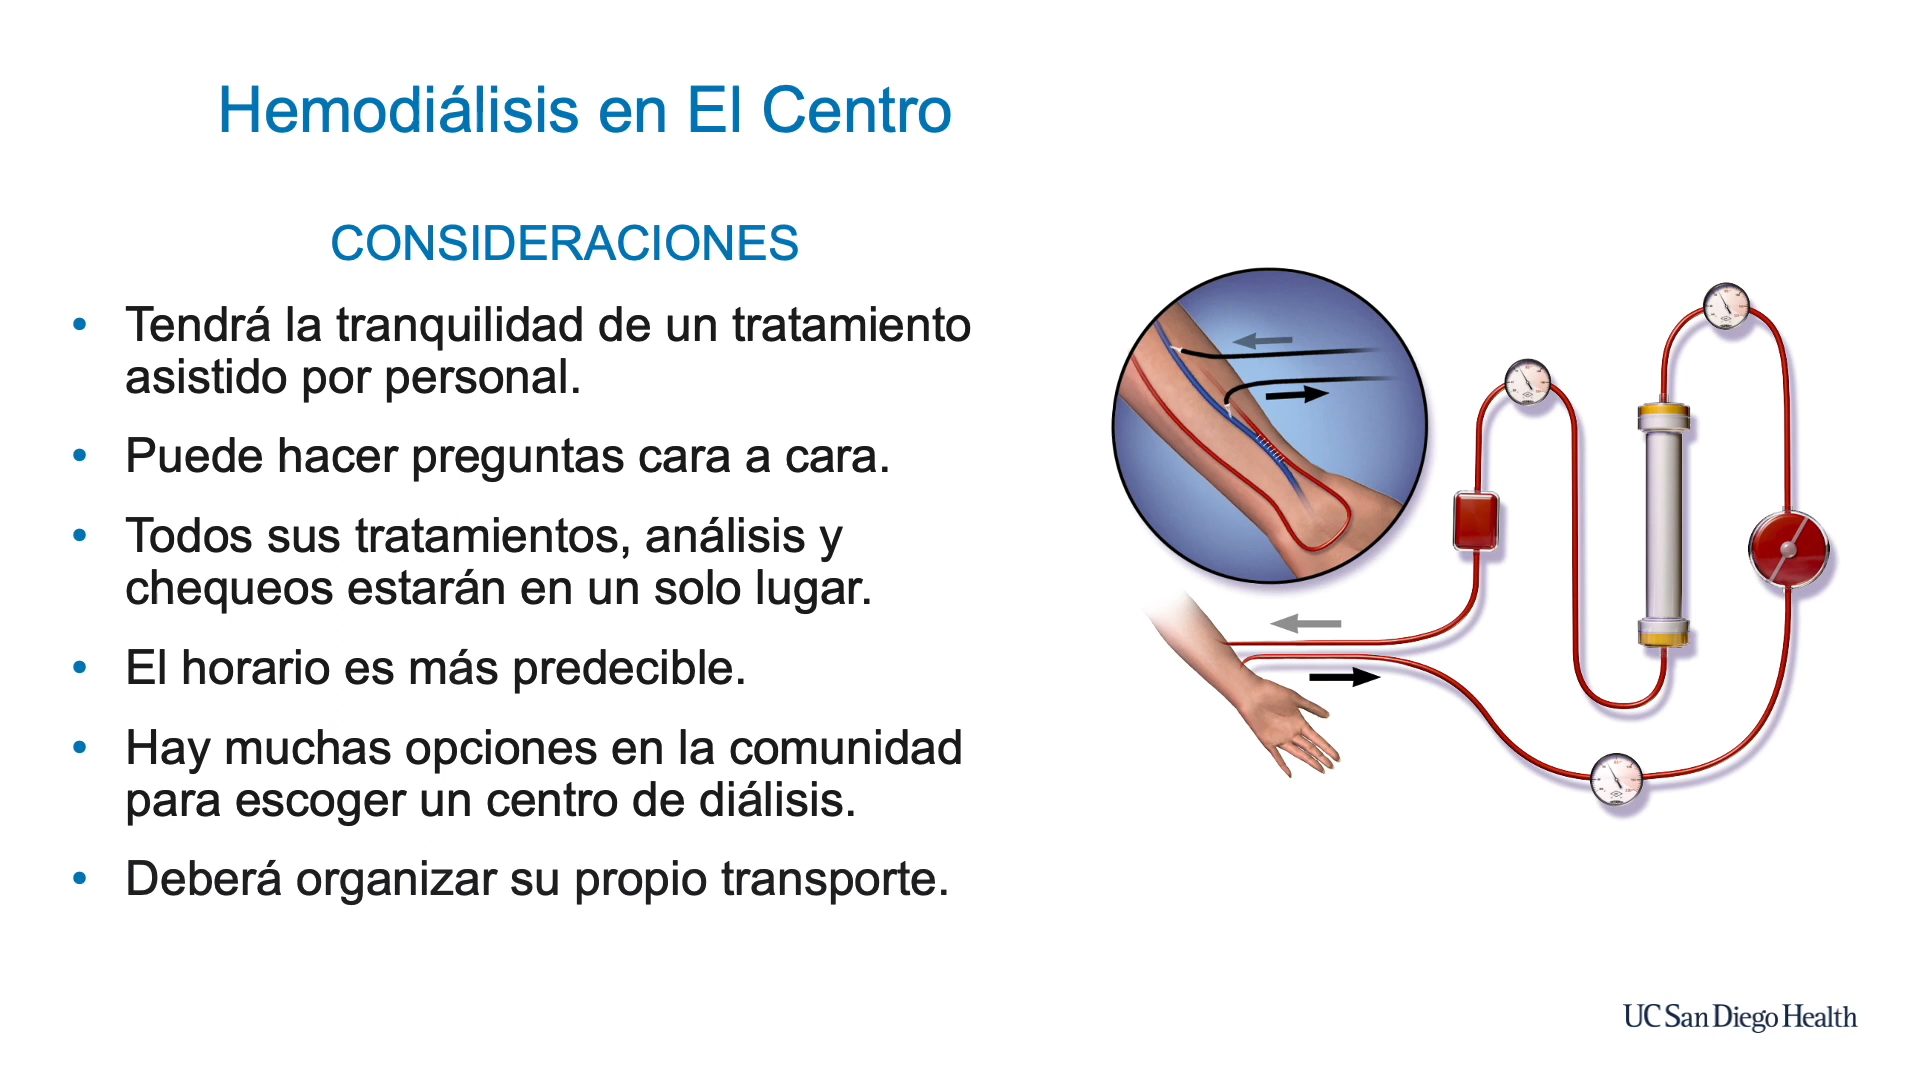 Hemodiálisis en El Centro
CONSIDERACIONES
• Tendrá la tranquilidad de un tratamiento
asistido por personal.
• Puede hacer preguntas cara a cara.
• Todos sus tratamientos, análisis y
chequeos estarán en un solo lugar.
• El horario es más predecible.
• Hay muchas opciones en la comunidad
para escoger un centro de diálisis.
• Deberá organizar su propio transporte.
UC San Diego Health